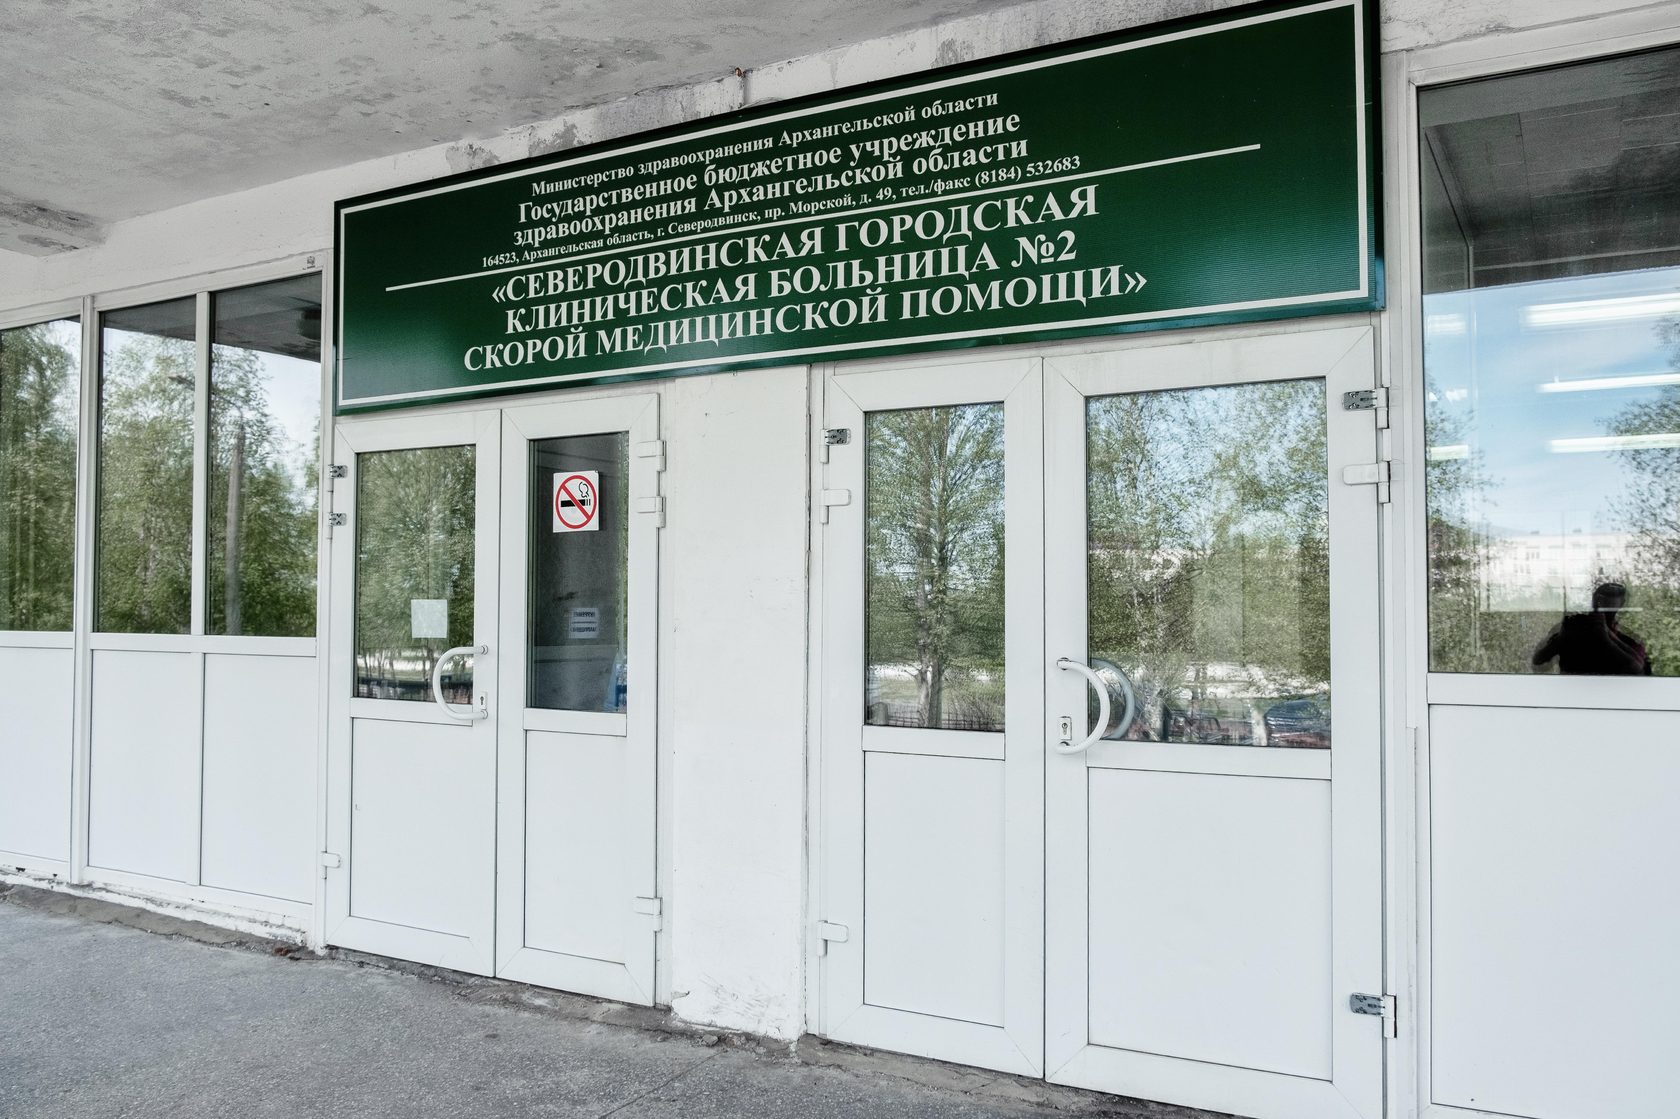 Министерство здравоохранения Архангельской области
Государственное бюджетное учреждение
здравоохранения Архангельской области
164523, Архангельская область, г. Северодвинск, пр. Морской, д. 49, тел./факс (8184) 532683
«СЕВЕРОДВИНСКАЯ ГОРОДСКАЯ
КЛИНИЧЕСКАЯ БОЛЬНИЦА №2
СКОРОЙ МЕДИЦИНСКОЙ ПОМОЩИ»